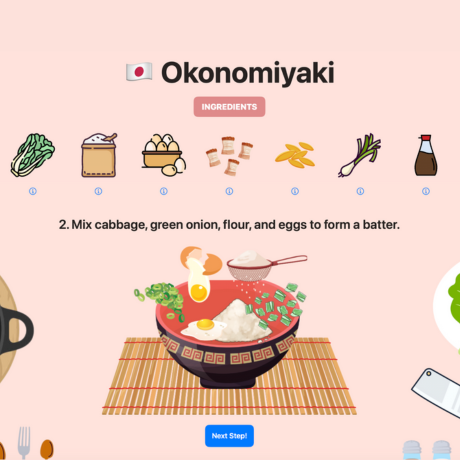 🇯🇵 Okonomiyaki
INGREDIENTS
2. Mix cabbage, green onion, flour, and eggs to form a batter.
Next Step!